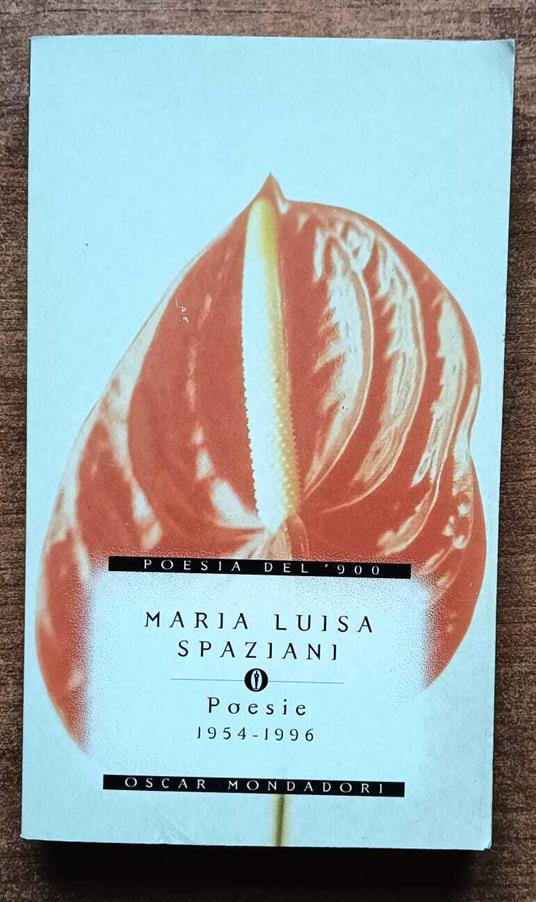 POESIA DEL '900
MARIA LUISA
SPAZIANI
Poesie
1954-1996
OSCAR MONDADORI